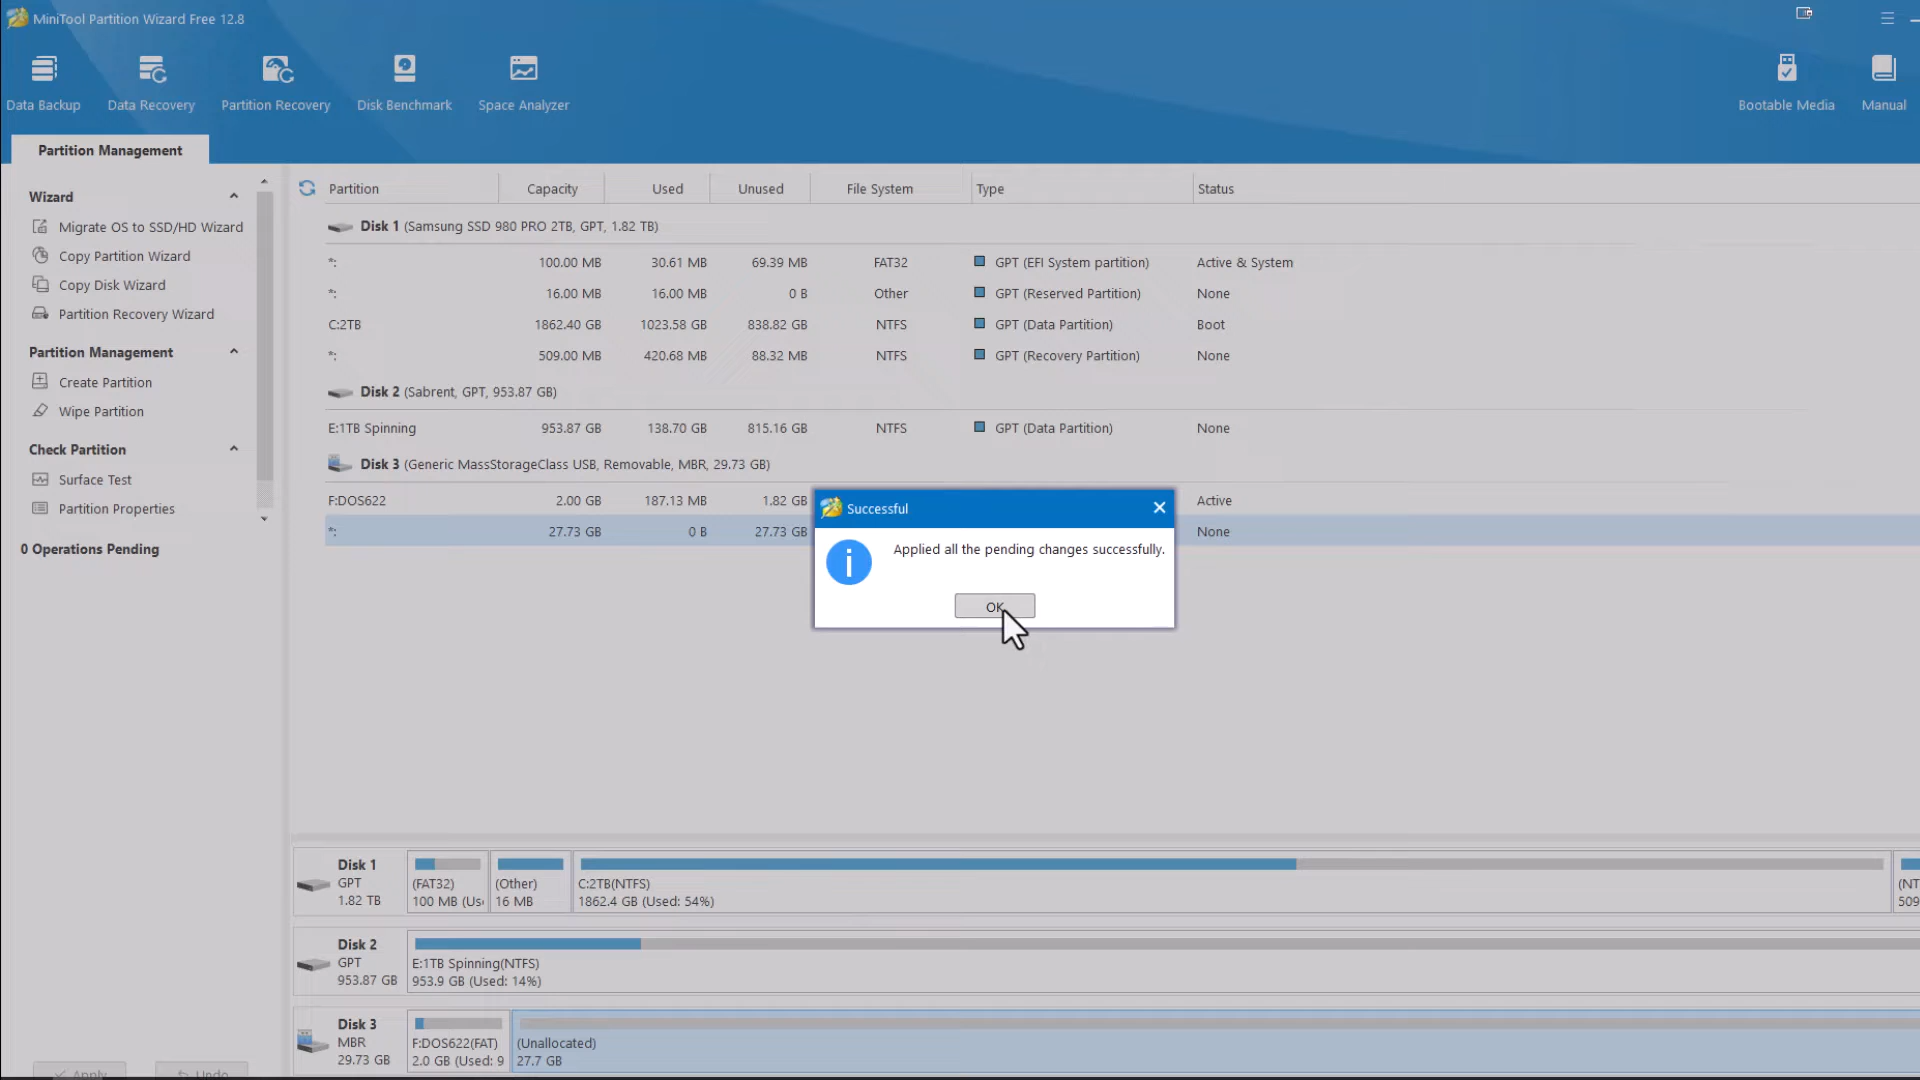 MiniTool Partition Wizard Free 12.8
Data Backup
Data Recovery
Partition Recovery
Disk Benchmark
Space Analyzer
Bootable Media
Manual
Partition Management
Wizard
Migrate OS to SSD/HD Wizard
Copy Partition Wizard
Copy Disk Wizard
Partition Recovery Wizard
Partition Management
Create Partition
Wipe Partition
Check Partition
Surface Test
Partition Properties
0 Operations Pending
Partition Capacity Used Unused File System Type Status
Disk 1 (Samsung SSD 980 PRO 2TB, GPT, 1.82 TB)
*: 100.00 MB 30.61 MB 69.39 MB FAT32 GPT (EFI System partition) Active & System
*: 16.00 MB 16.00 MB 0 B Other GPT (Reserved Partition) None
C:2TB 1862.40 GB 1023.58 GB 838.82 GB NTFS GPT (Data Partition) Boot
*: 509.00 MB 420.68 MB 88.32 MB NTFS GPT (Recovery Partition) None
Disk 2 (Sabrent, GPT, 953.87 GB)
E:1TB Spinning 953.87 GB 138.70 GB 815.16 GB NTFS GPT (Data Partition) None
Disk 3 (Generic MassStorageClass USB, Removable, MBR, 29.73 GB)
F:DOS622 2.00 GB 187.13 MB 1.82 GB Active
*: 27.73 GB 0 B 27.73 GB None
Successful
Applied all the pending changes successfully.
OK
Disk 1
GPT
1.82 TB
(FAT32)
100 MB (Us
(Other)
16 MB
C:2TB(NTFS)
1862.4 GB (Used: 54%)
(NT
509
Disk 2
GPT
953.87 GB
E:1TB Spinning(NTFS)
953.9 GB (Used: 14%)
Disk 3
MBR
29.73 GB
F:DOS622(FAT)
2.0 GB (Used: 9
(Unallocated)
27.7 GB
Apply
Undo